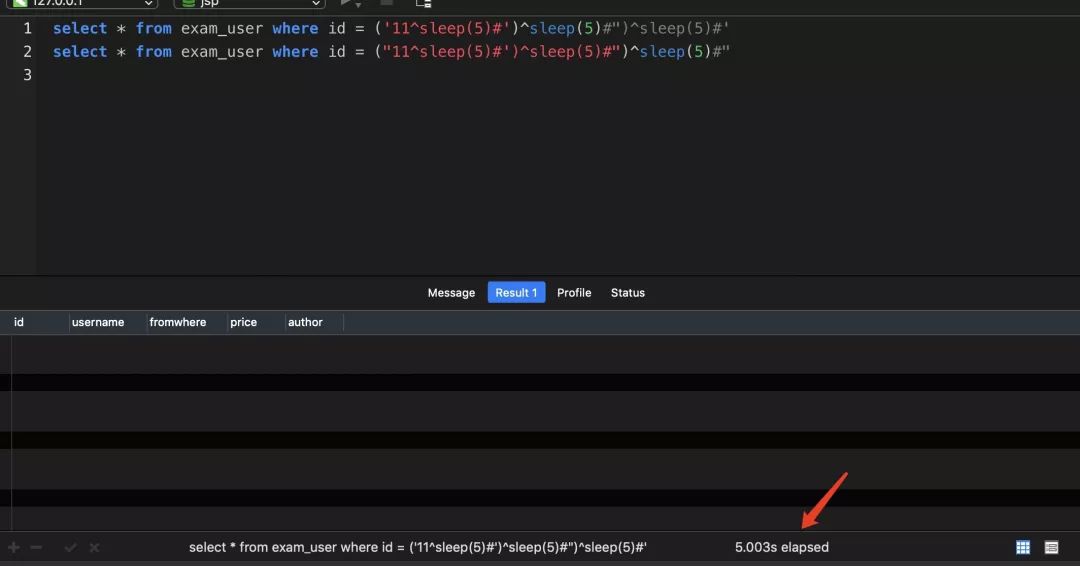 127.0.0.1
jsp
1 select * from exam_user where id = ('11^sleep(5)#')^sleep(5)#")^sleep(5)#'
2 select * from exam_user where id = ("11^sleep(5)#')^sleep(5)#")^sleep(5)#"
3
Message Result 1 Profile Status
id username fromwhere price author
select * from exam_user where id = ('11^sleep(5)#')^sleep(5)#")^sleep(5)#' 5.003s elapsed